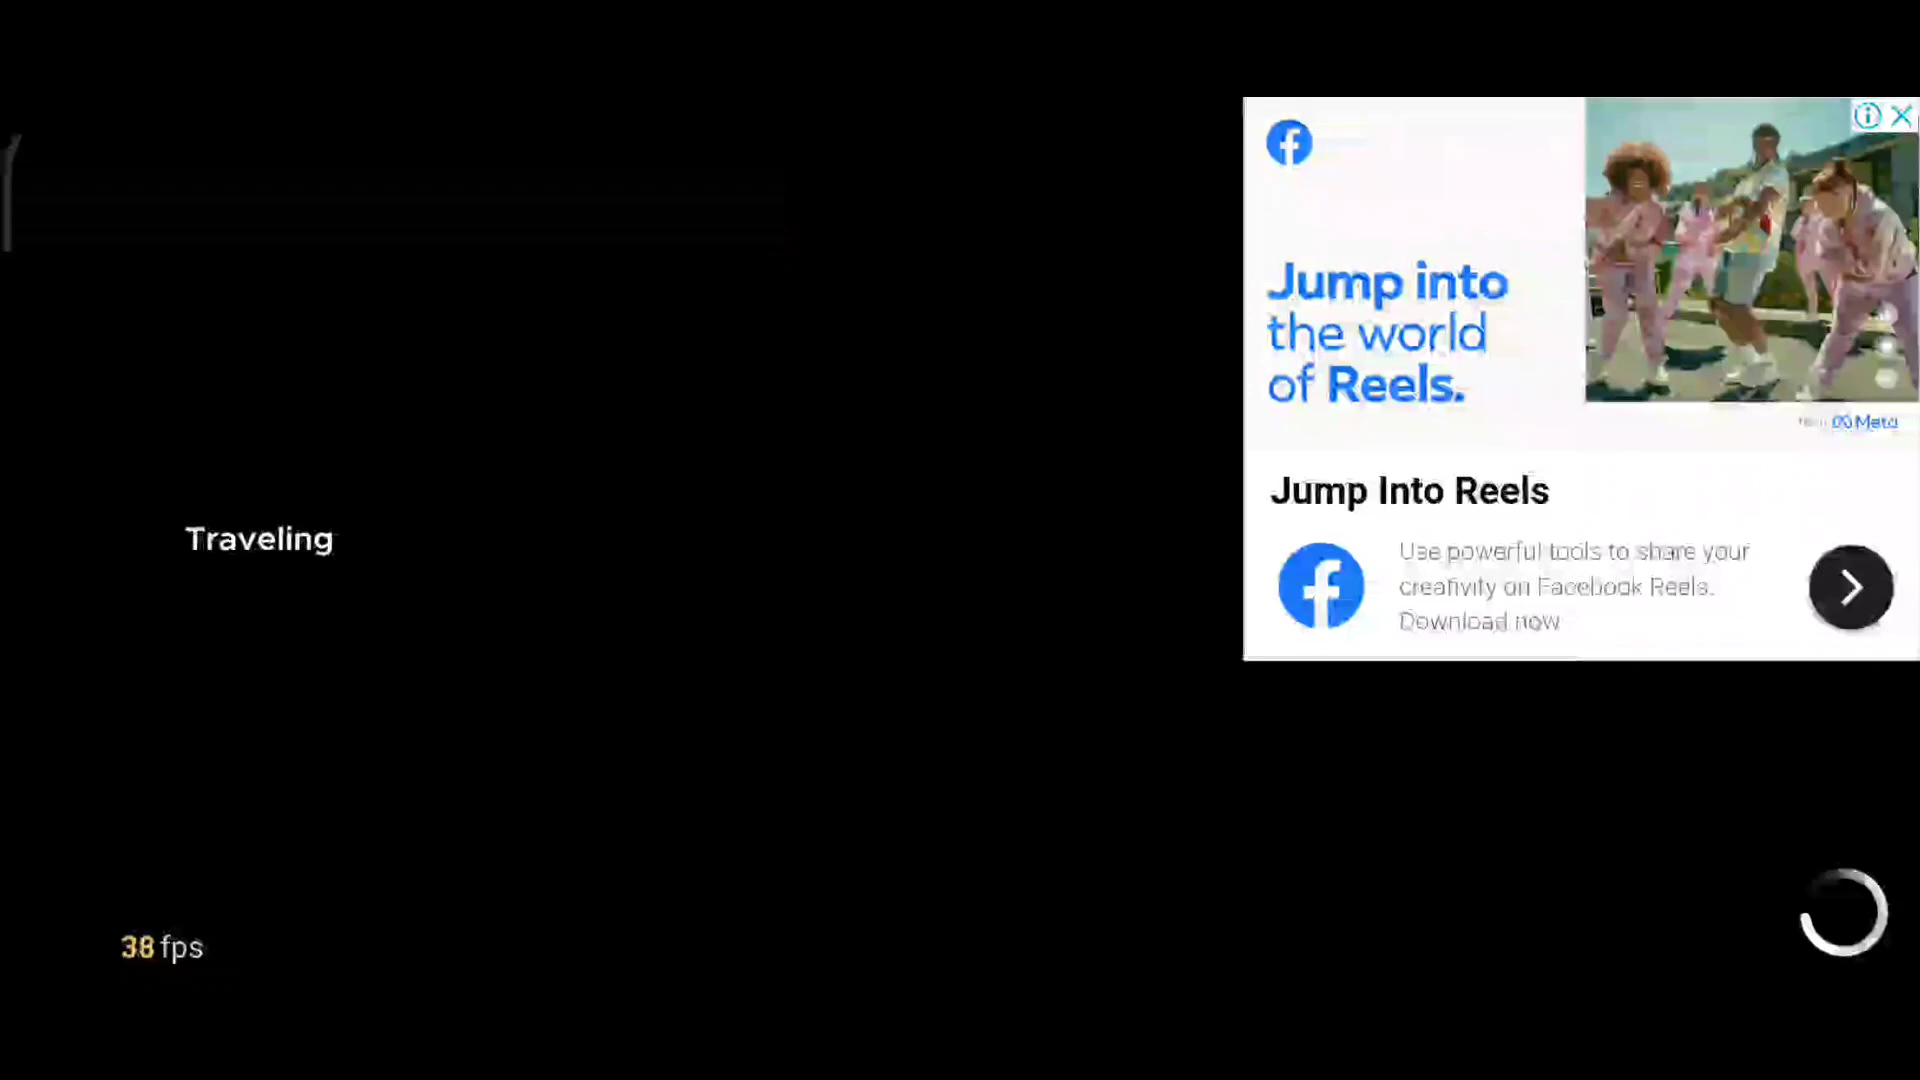 Jump into
the world
of Reels.
Meta
Jump Into Reels
Use powerful tools to share your
creativity on Facebook Reels.
Download now
Traveling
38 fps